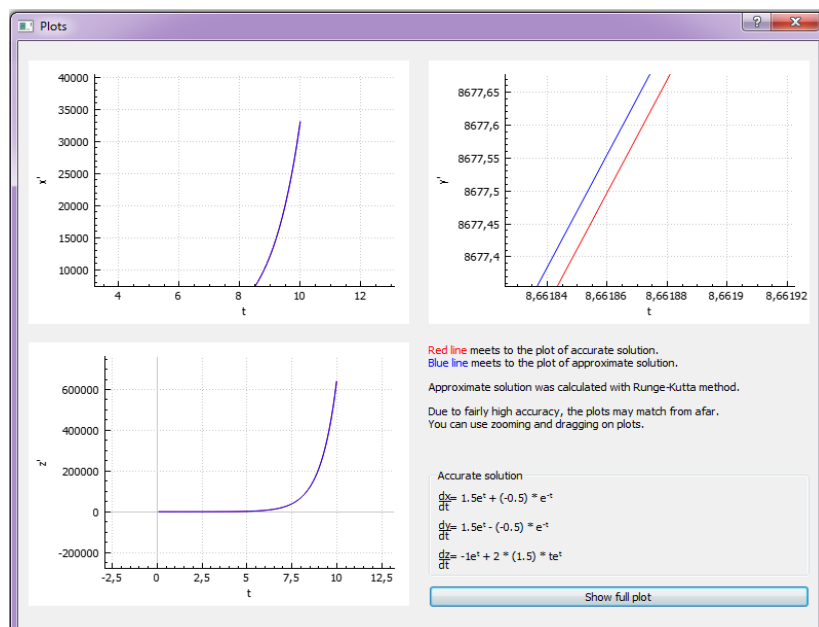 Plots
40000
35000
30000
25000
20000
15000
10000
x'
4 6 8 10 12
t
8677,65
8677,6
8677,55
8677,5
8677,45
8677,4
y'
8,66184 8,66186 8,66188 8,6619 8,66192
t
600000
400000
200000
0
-200000
z'
-2,5 0 2,5 5 7,5 10 12,5
t
Red line meets to the plot of accurate solution.
Blue line meets to the plot of approximate solution.
Approximate solution was calculated with Runge-Kutta method.
Due to fairly high accuracy, the plots may match from afar.
You can use zooming and dragging on plots.
Accurate solution
dx/dt= 1.5eᵗ + (-0.5) * e⁻ᵗ
dy/dt= 1.5eᵗ - (-0.5) * e⁻ᵗ
dz/dt= -1eᵗ + 2 * (1.5) * teᵗ
Show full plot